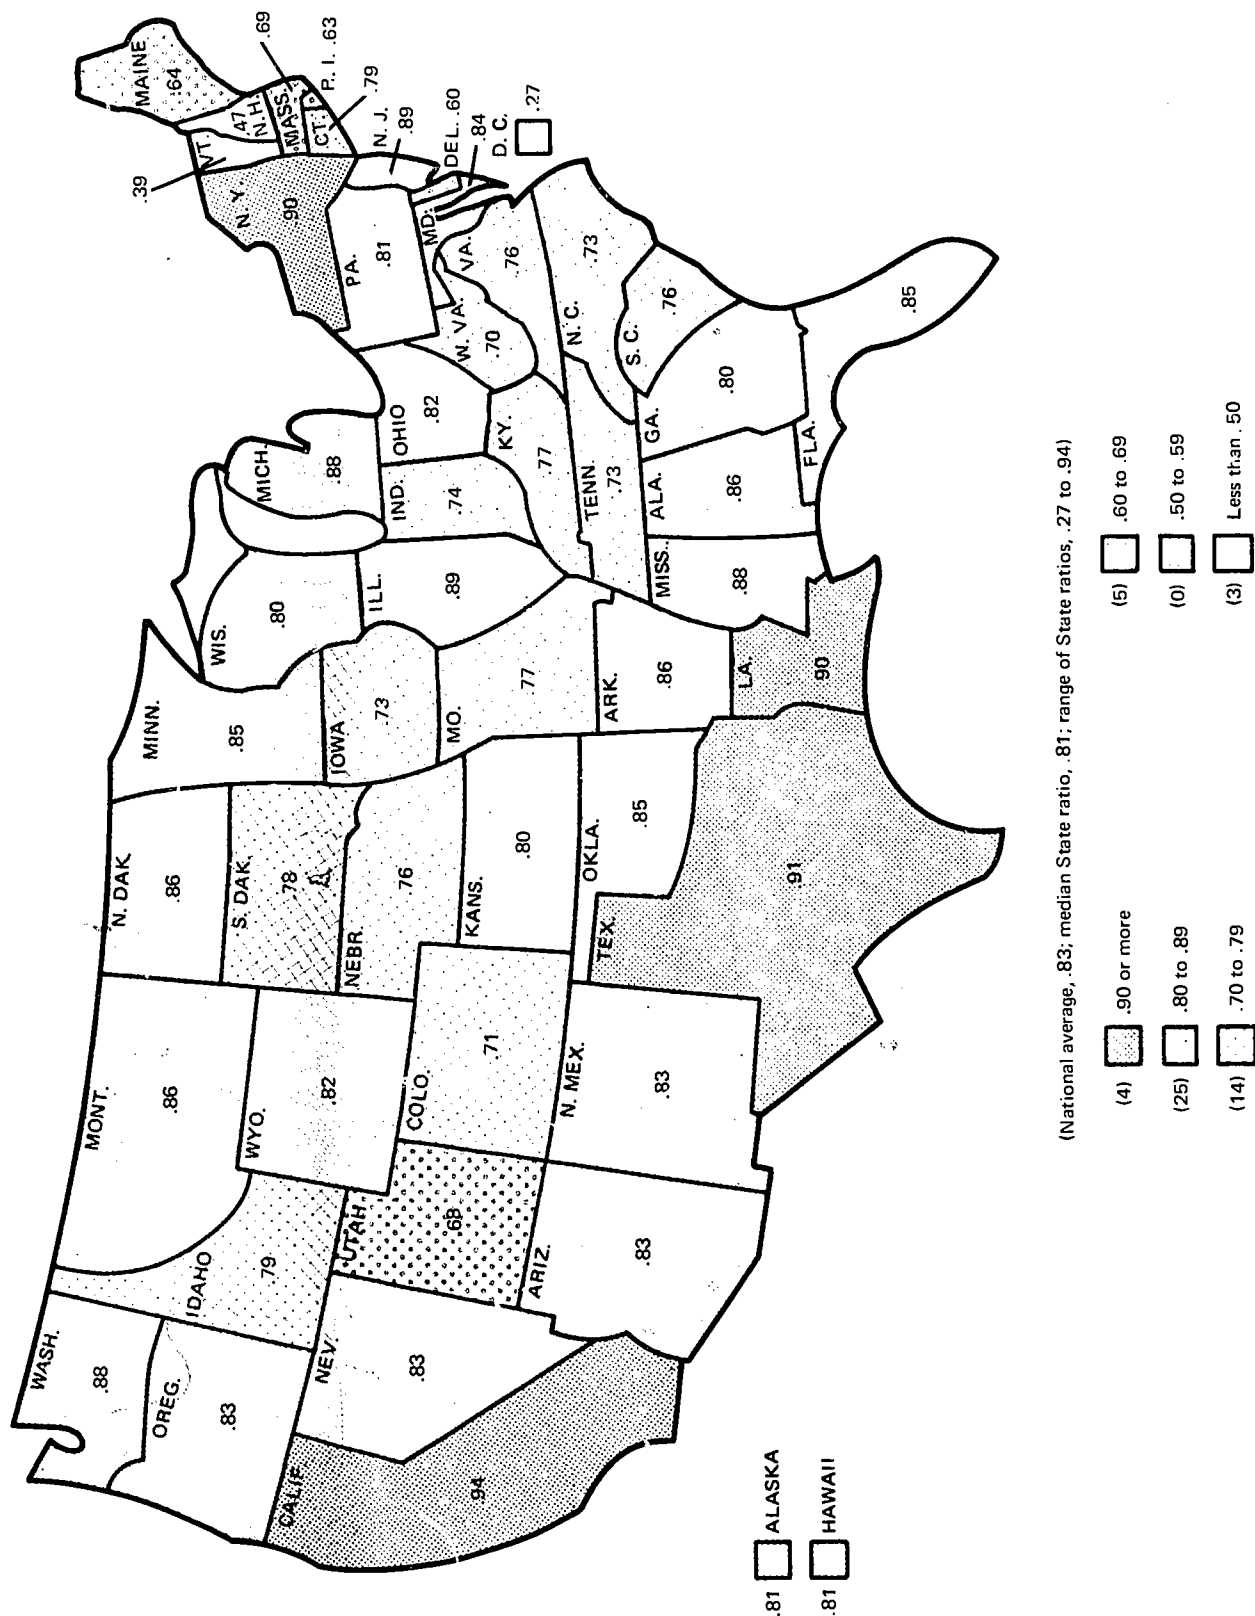 WASH.
.88
OREG.
.83
CALIF.
.94
NEV.
.83
IDAHO
.79
UTAH
.68
ARIZ.
.83
MONT.
.86
WYO.
.82
COLO.
.71
N. MEX.
.83
N. DAK.
.86
S. DAK.
.78
NEBR.
.76
KANS.
.80
OKLA.
.85
TEX.
.91
MINN.
.85
IOWA
.73
MO.
.77
ARK.
.86
LA.
.90
WIS.
.80
ILL.
.89
MISS.
.88
MICH.
.88
IND.
.74
OHIO
.82
KY.
.77
TENN.
.73
ALA.
.86
GA.
.80
FLA.
.85
S. C.
.76
N. C.
.73
VA.
.76
W. VA.
.70
PA.
.81
N. Y.
.90
.39
VT.
.47
N.H.
MAINE
.64
MASS.
.69
R. I. .63
CT.
.79
N. J.
.89
DEL. .60
MD.
.84
D. C.
.27
.81 ALASKA
.81 HAWAII
(National average, .83; median State ratio, .81; range of State ratios, .27 to .94)
(4) .90 or more
(25) .80 to .89
(14) .70 to .79
(5) .60 to .69
(0) .50 to .59
(3) Less than .50